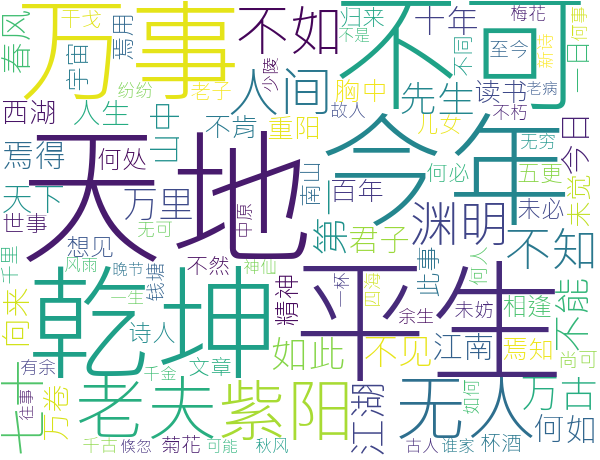 天地
不可
今年
平生
乾坤
万事
无人
老夫
紫阳
渊明
不如
人间
七十
第一
先生
十年
不知
不能
万里
万古
江湖
如此
何如
今日
君子
江南
焉得
山中
人生
西湖
天下
向来
万卷
春风
宇宙
焉用
干戈
归来
梅花
至今
一日
何事
新诗
不同
不是
读书
老病
胸中
少陵
老子
纷纷
故人
儿女
重阳
不肯
何处
不朽
无穷
五更
未觉
何必
南山
百年
中原
无可
未必
此事
何人
世事
想见
千里
风雨
晚节
神仙
不然
钱塘
精神
一杯
四海
未妨
相逢
余生
不见
焉知
尚可
一生
诗人
文章
有余
往事
千金
千古
倏忽
菊花
可能
秋风
古人
谁家
如何
杯酒